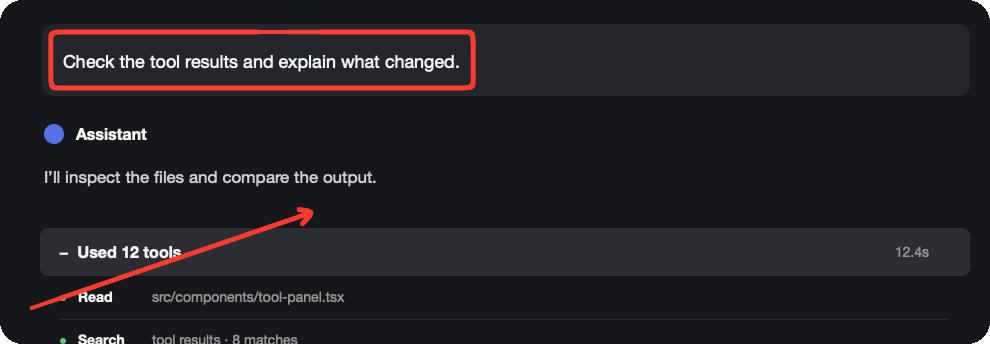 Check the tool results and explain what changed.
Assistant
I’ll inspect the files and compare the output.
– Used 12 tools 12.4s
Read src/components/tool-panel.tsx
Search tool results · 8 matches